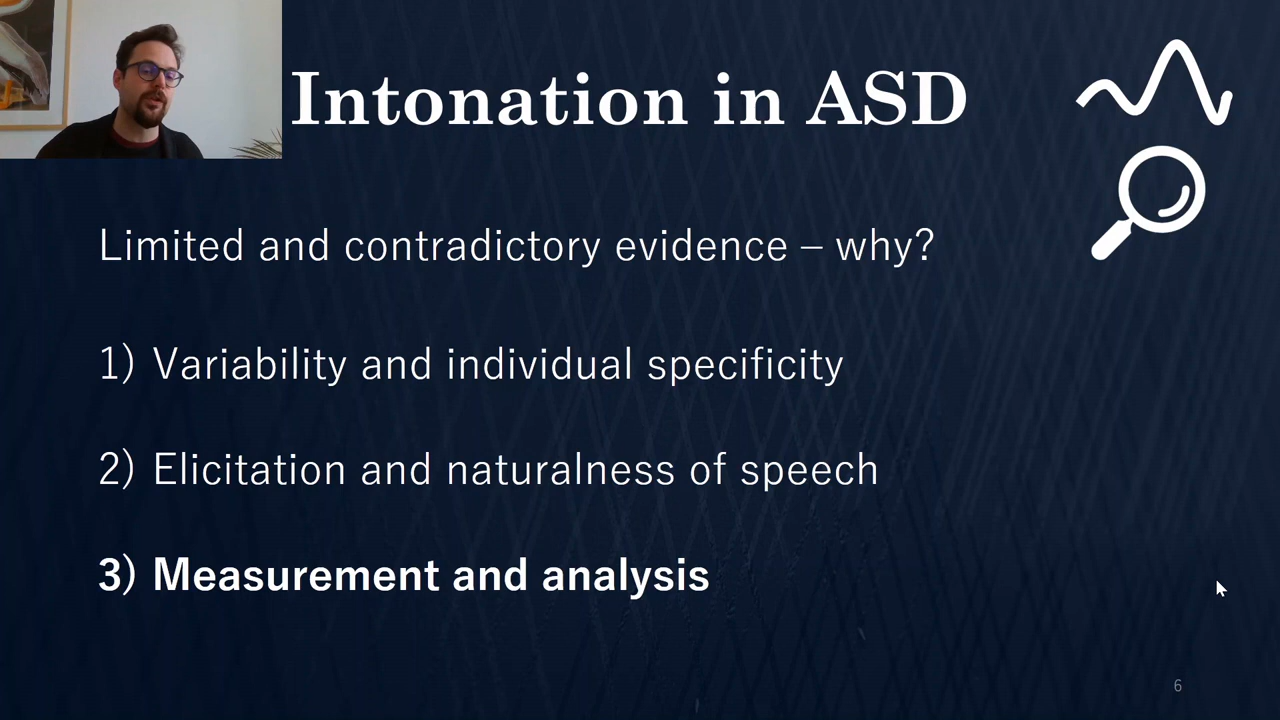 Intonation in ASD
Limited and contradictory evidence – why?
1) Variability and individual specificity
2) Elicitation and naturalness of speech
3) Measurement and analysis
6